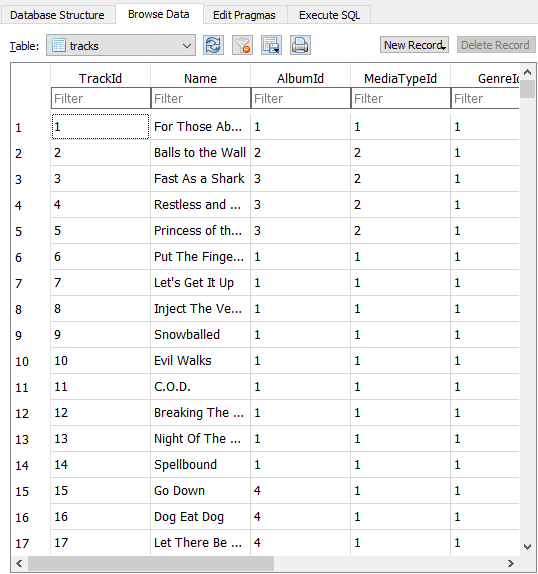 Database Structure Browse Data Edit Pragmas Execute SQL
Table: tracks New Record Delete Record
TrackId Name AlbumId MediaTypeId GenreId
Filter Filter Filter Filter Filter
1 1 For Those Ab... 1 1 1
2 2 Balls to the Wall 2 2 1
3 3 Fast As a Shark 3 2 1
4 4 Restless and ... 3 2 1
5 5 Princess of th... 3 2 1
6 6 Put The Finge... 1 1 1
7 7 Let's Get It Up 1 1 1
8 8 Inject The Ve... 1 1 1
9 9 Snowballed 1 1 1
10 10 Evil Walks 1 1 1
11 11 C.O.D. 1 1 1
12 12 Breaking The ... 1 1 1
13 13 Night Of The ... 1 1 1
14 14 Spellbound 1 1 1
15 15 Go Down 4 1 1
16 16 Dog Eat Dog 4 1 1
17 17 Let There Be ... 4 1 1